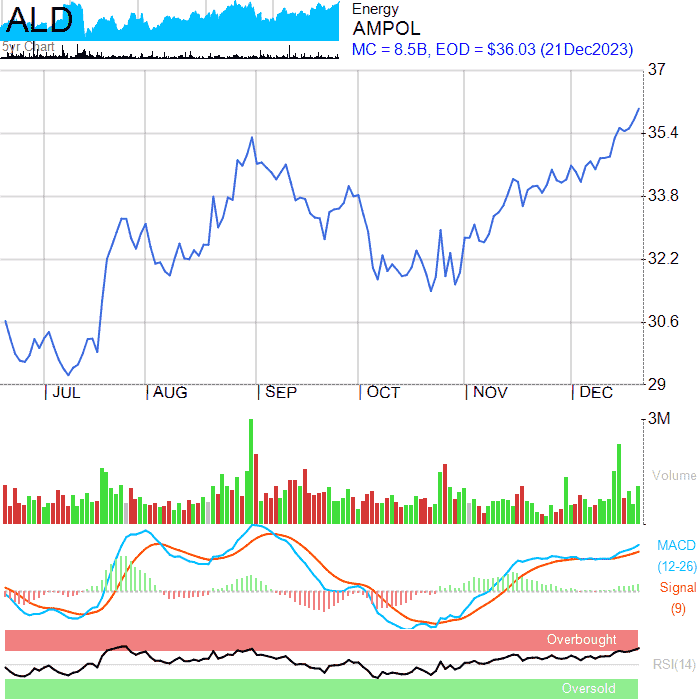 ALD
5yr Chart
Energy
AMPOL
MC = 8.5B, EOD = $36.03 (21Dec2023)
37
35.4
33.8
32.2
30.6
29
JUL AUG SEP OCT NOV DEC
3M
Volume
MACD
(12-26)
Signal
(9)
Overbought
RSI(14)
Oversold